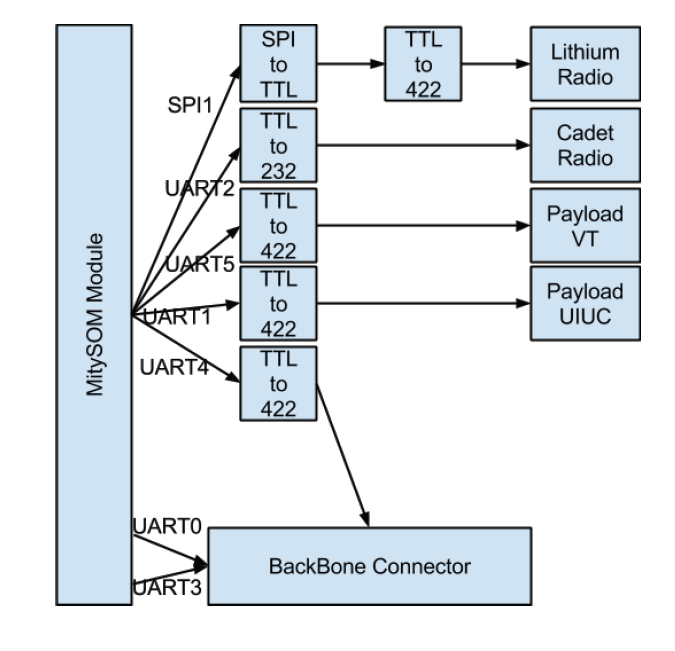 SPI
to
TTL
TTL
to
422
Lithium
Radio
SPI1
TTL
to
232
Cadet
Radio
UART2
TTL
to
422
Payload
VT
UART5
MitySOM Module
TTL
to
422
Payload
UIUC
UART1
TTL
to
422
UART4
UART0
BackBone Connector
UART3